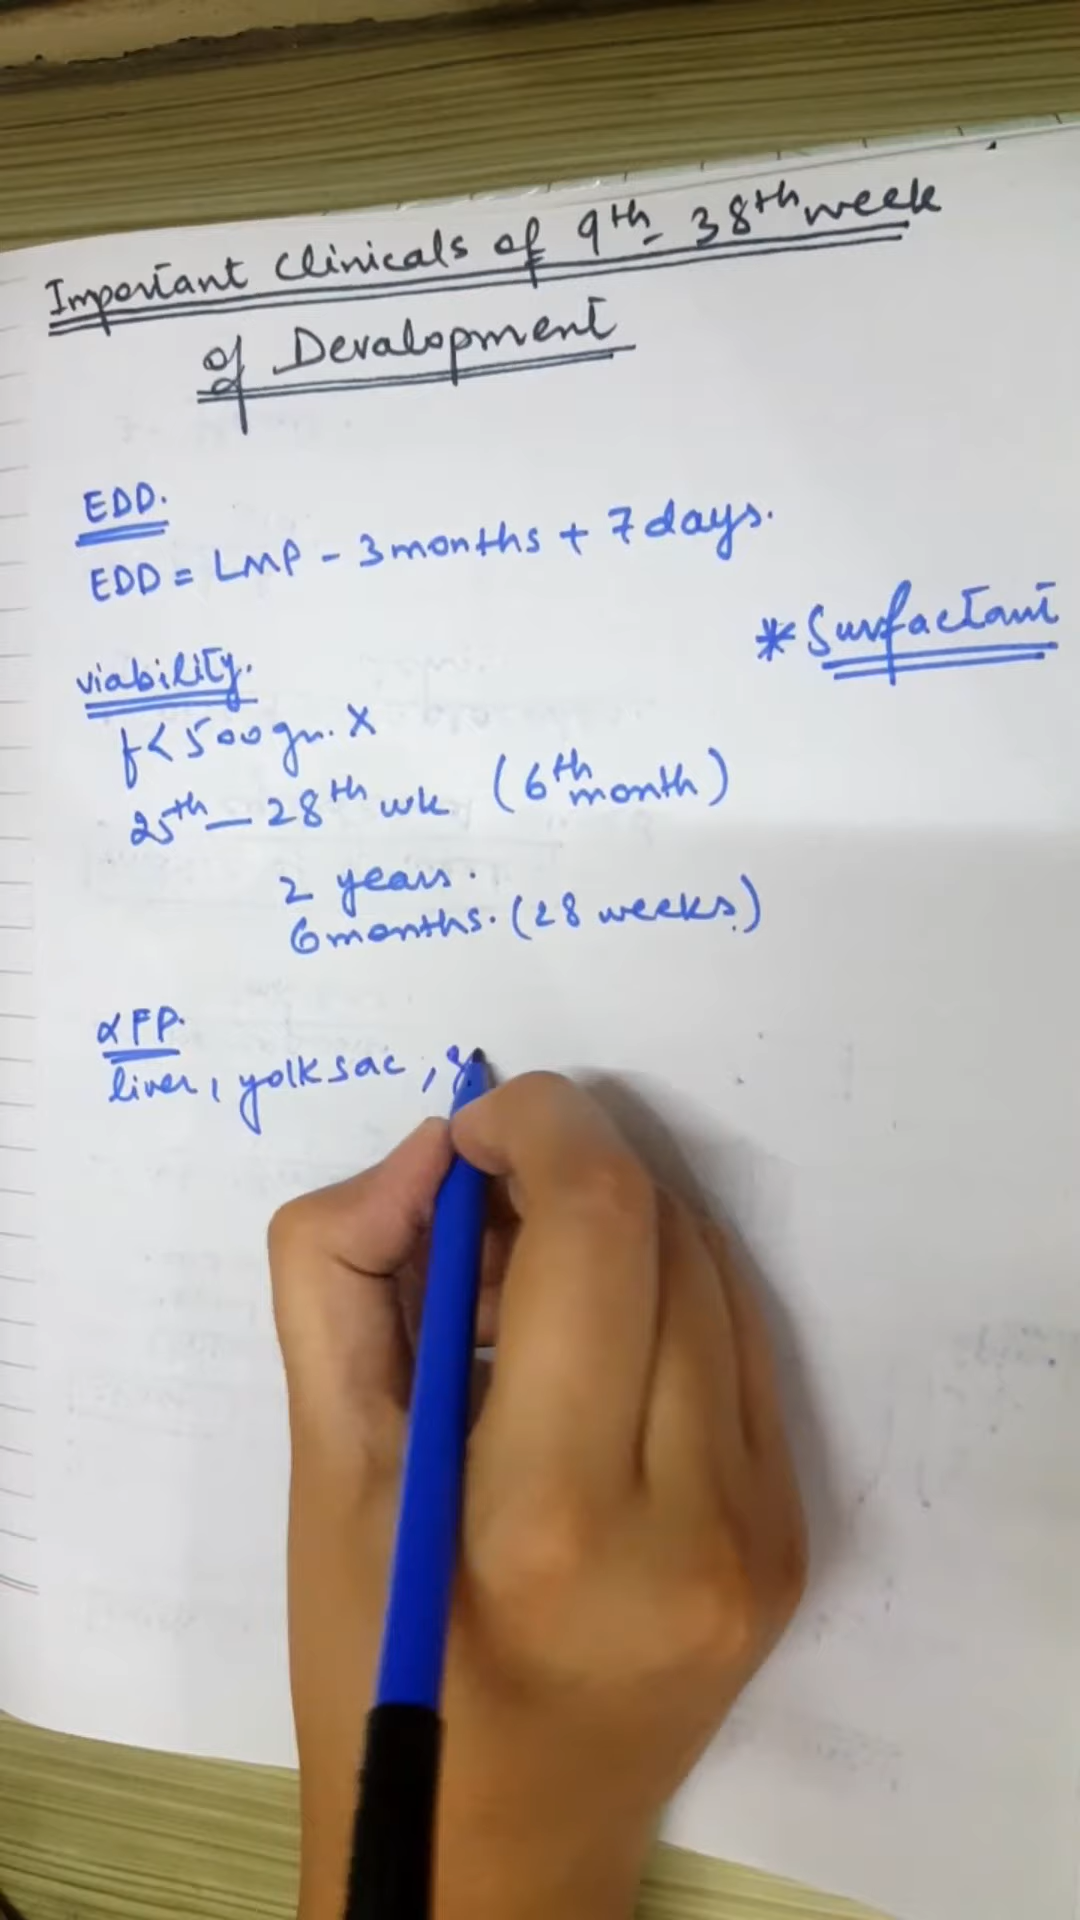 Important Clinicals of 9th - 38th week
of Devalopment
EDD.
EDD = LMP - 3 months + 7 days.
* Surfactant
viability.
f < 500 gm. X
25th - 28th wk (6th month)
2 years.
6 months. (28 weeks.)
αFP.
liver, yolk sac,